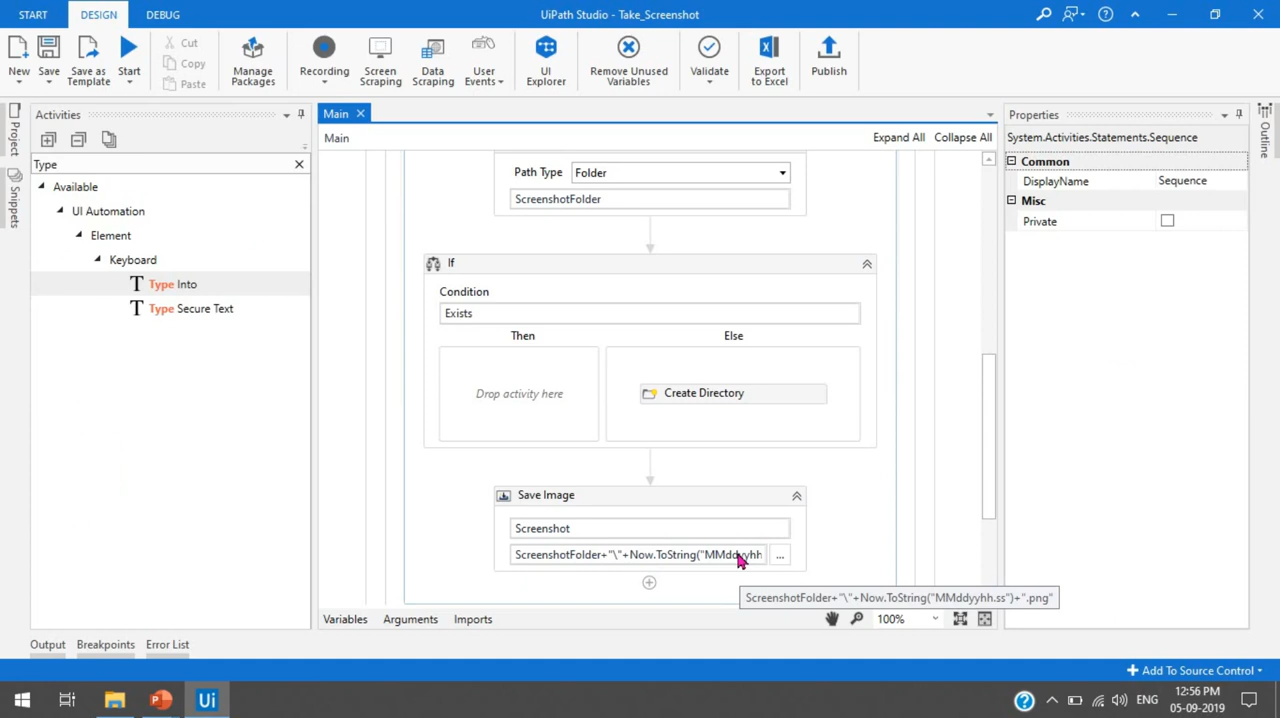 START
DESIGN
DEBUG
UiPath Studio - Take_Screenshot
New
Save
Save as
Template
Start
Cut
Copy
Paste
Manage
Packages
Recording
Screen
Scraping
Data
Scraping
User
Events
UI
Explorer
Remove Unused
Variables
Validate
Export
to Excel
Publish
Project
Snippets
Activities
Type
Available
UI Automation
Element
Keyboard
Type Into
Type Secure Text
Main
Main
Expand All
Collapse All
Path Type
Folder
ScreenshotFolder
If
Condition
Exists
Then
Else
Drop activity here
Create Directory
Save Image
Screenshot
ScreenshotFolder+"\"+Now.ToString("MMddyyhh
...
ScreenshotFolder+"\"+Now.ToString("MMddyyhh.ss")+".png"
Variables
Arguments
Imports
100%
Properties
System.Activities.Statements.Sequence
Common
DisplayName
Sequence
Misc
Private
Outline
Output
Breakpoints
Error List
Add To Source Control
Ui
ENG
12:56 PM
05-09-2019